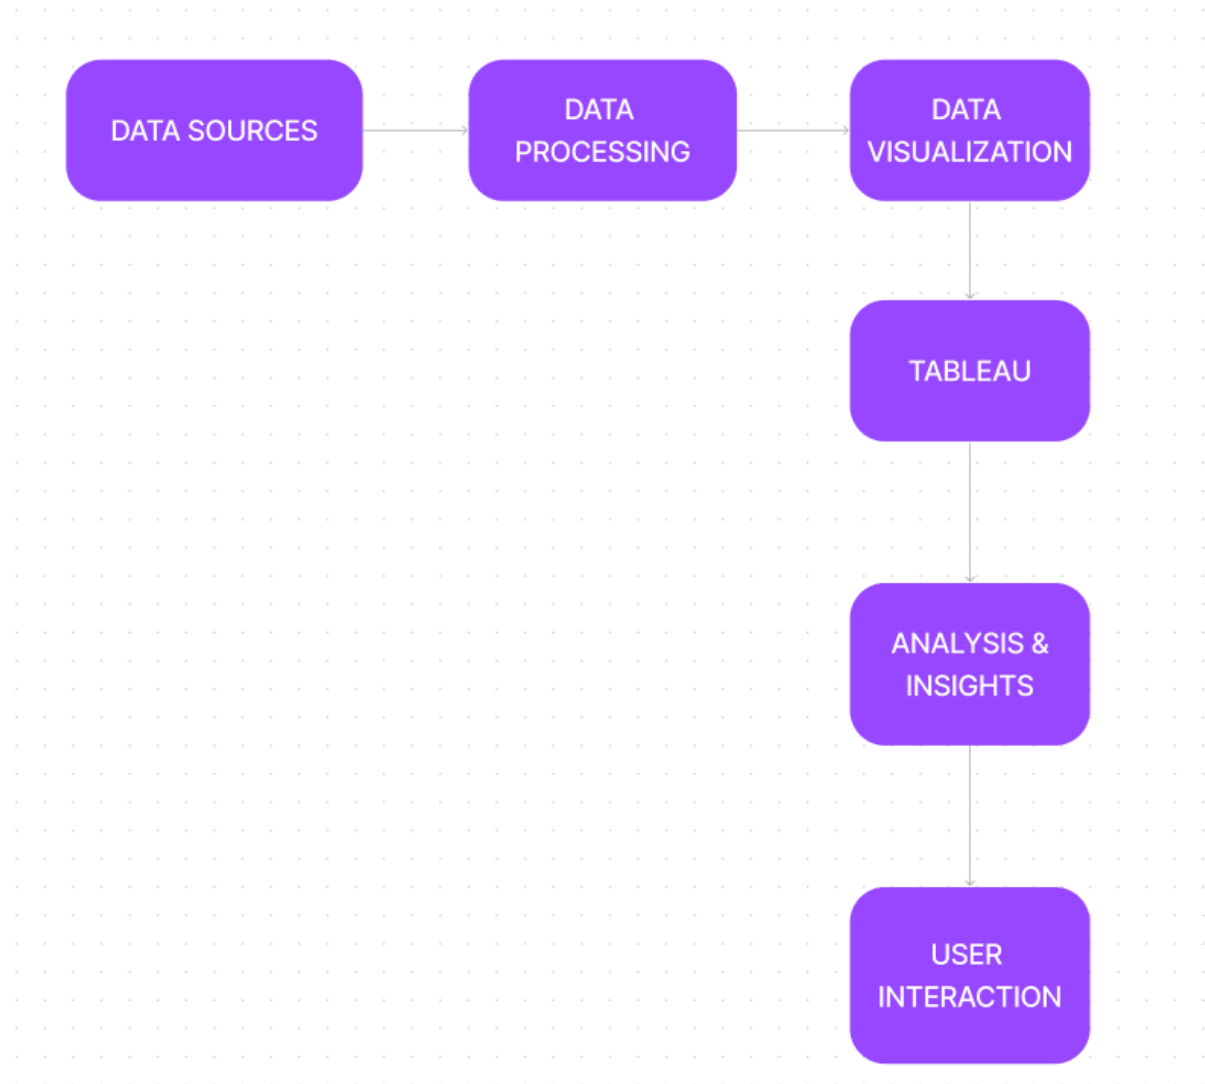 DATA SOURCES
DATA
PROCESSING
DATA
VISUALIZATION
TABLEAU
ANALYSIS &
INSIGHTS
USER
INTERACTION